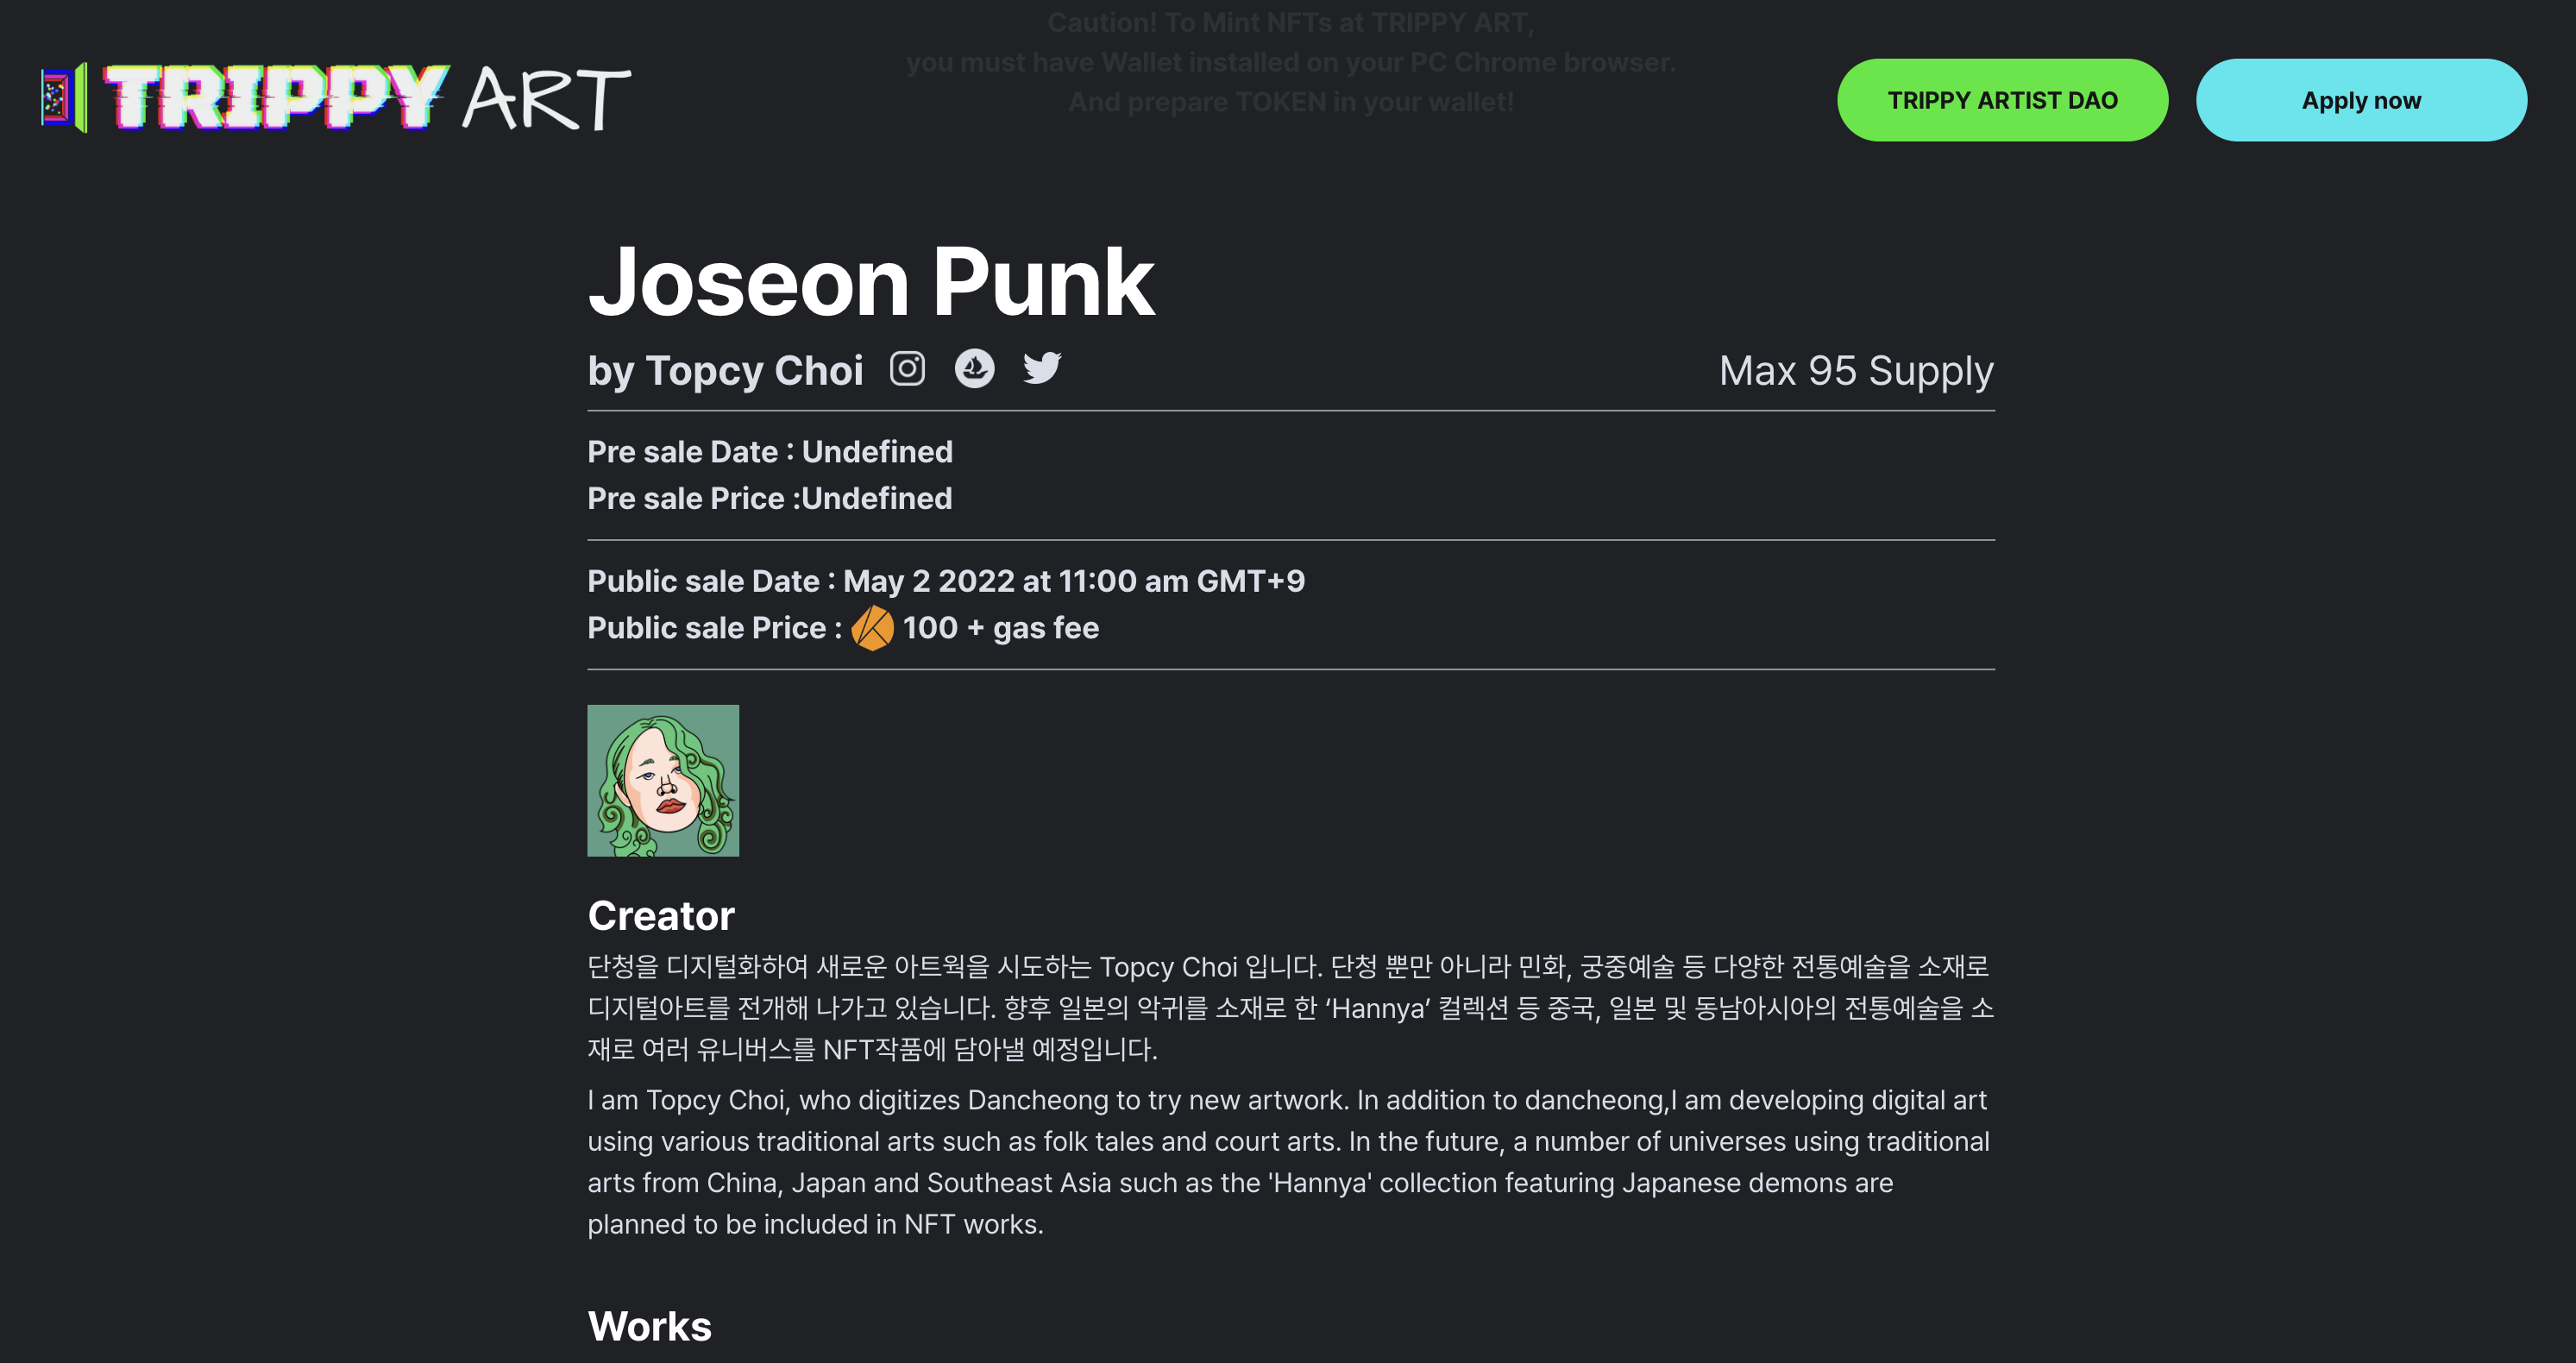 Caution! To Mint NFTs at TRIPPY ART,
you must have Wallet installed on your PC Chrome browser.
And prepare TOKEN in your wallet!
TRIPPY ART
TRIPPY ARTIST DAO
Apply now
Joseon Punk
by Topcy Choi
Max 95 Supply
Pre sale Date : Undefined
Pre sale Price :Undefined
Public sale Date : May 2 2022 at 11:00 am GMT+9
Public sale Price : 100 + gas fee
Creator
단청을 디지털화하여 새로운 아트웍을 시도하는 Topcy Choi 입니다. 단청 뿐만 아니라 민화, 궁중예술 등 다양한 전통예술을 소재로
디지털아트를 전개해 나가고 있습니다. 향후 일본의 악귀를 소재로 한 ‘Hannya’ 컬렉션 등 중국, 일본 및 동남아시아의 전통예술을 소
재로 여러 유니버스를 NFT작품에 담아낼 예정입니다.
I am Topcy Choi, who digitizes Dancheong to try new artwork. In addition to dancheong,I am developing digital art
using various traditional arts such as folk tales and court arts. In the future, a number of universes using traditional
arts from China, Japan and Southeast Asia such as the 'Hannya' collection featuring Japanese demons are
planned to be included in NFT works.
Works